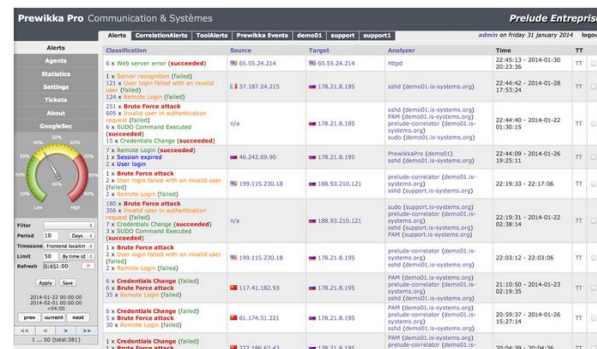 Prewikka Pro Communication & Systèmes
Prelude Enterprise
Alerts CorrelationAlerts ToolAlerts Prewikka Events demo01 support support1
admin on friday 31 january 2014 logou
Alerts
Agents
Statistics
Settings
Tickets
About
GoogleSec
40%
Low High
Filter
Period 10 Days
Timezone Frontend localtim
Limit 50 By time (d)
Refresh
Apply Save
2014-01-22 00:00:00
2014-02-01 00:00:00
+04:00
prev current next
<< < > >>
1 ... 50 (total:381)
Classification Source Target Analyzer Time TT
6 x Web server error (succeeded) 65.55.24.214 65.55.24.214 httpd 22:45:13 - 2014-01-30 20:23:36 TT
1 x Server recognition (failed)
121 x User login failed with an invalid user (failed)
124 x Remote Login (failed)
37.187.24.215 178.21.8.195 sshd (demo01.is-systems.org) 22:44:42 - 2014-01-28 17:53:24 TT
251 x Brute Force attack
605 x Invalid user in authentication request (failed)
6 x SUDO Command Executed (succeeded)
15 x Credentials Change (succeeded)
n/a 178.21.8.195
sshd (demo01.is-systems.org)
PAM (demo01.is-systems.org)
prelude-correlator (demo01.is-systems.org)
sudo (demo01.is-systems.org)
22:44:40 - 2014-01-22 01:30:15 TT
7 x Remote Login (succeeded)
1 x Session expired
2 x User login
46.242.69.90 178.21.8.195
PrewikkaPro (demo01)
sshd (demo01.is-systems.org)
22:44:09 - 2014-01-26 19:25:11 TT
1 x Brute Force attack
2 x User login failed with an invalid user (failed)
2 x Remote Login (failed)
199.115.230.18 188.93.210.121
prelude-correlator (demo01.is-systems.org)
sshd (support.is-systems.org)
22:19:33 - 22:17:06 TT
180 x Brute Force attack
356 x Invalid user in authentication request (failed)
7 x Credentials Change (succeeded)
3 x SUDO Command Executed (succeeded)
n/a 188.93.210.121
sudo (support.is-systems.org)
prelude-correlator (demo01.is-systems.org)
sshd (support.is-systems.org)
PAM (support.is-systems.org)
22:19:31 - 2014-01-22 02:38:14 TT
1 x Brute Force attack
2 x User login failed with an invalid user (failed)
2 x Remote Login (failed)
199.115.230.18 178.21.8.195
prelude-correlator (demo01.is-systems.org)
sshd (demo01.is-systems.org)
22:03:12 - 22:03:06 TT
6 x Credentials Change (failed)
6 x Brute Force attack
35 x Remote Login (failed)
117.41.182.93 178.21.8.195
PAM (demo01.is-systems.org)
prelude-correlator (demo01.is-systems.org)
sshd (demo01.is-systems.org)
21:10:50 - 2014-01-23 02:19:35 TT
6 x Credentials Change (failed)
5 x Brute Force attack
30 x Remote Login (failed)
61.174.51.221 178.21.8.195
PAM (demo01.is-systems.org)
prelude-correlator (demo01.is-systems.org)
sshd (demo01.is-systems.org)
20:59:37 - 2014-01-26 15:27:14 TT
1 x Credentials Change (failed)
1 x Brute Force attack
222.186.62.43 178.21.8.195
PAM (demo01.is-systems.org)
prelude-correlator (demo01.is-
20:04:39 - 20:04:26 TT